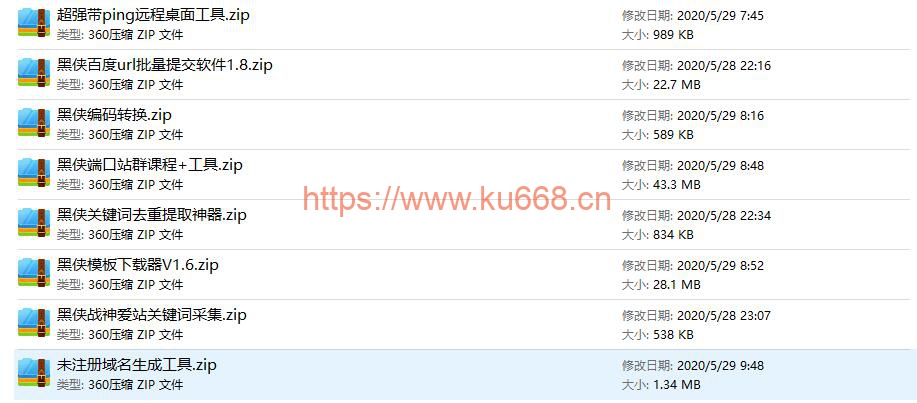 超强带ping远程桌面工具.zip 修改日期: 2020/5/29 7:45
类型: 360压缩 ZIP 文件 大小: 989 KB
黑侠百度url批量提交软件1.8.zip 修改日期: 2020/5/28 22:16
类型: 360压缩 ZIP 文件 大小: 22.7 MB
黑侠编码转换.zip 修改日期: 2020/5/29 8:16
类型: 360压缩 ZIP 文件 大小: 589 KB
黑侠端口站群课程+工具.zip 修改日期: 2020/5/29 8:48
类型: 360压缩 ZIP 文件 大小: 43.3 MB
https://www.ku668.cn
黑侠关键词去重提取神器.zip 修改日期: 2020/5/28 22:34
类型: 360压缩 ZIP 文件 大小: 834 KB
黑侠模板下载器V1.6.zip 修改日期: 2020/5/29 8:52
类型: 360压缩 ZIP 文件 大小: 28.1 MB
黑侠战神爱站关键词采集.zip 修改日期: 2020/5/28 23:07
类型: 360压缩 ZIP 文件 大小: 538 KB
未注册域名生成工具.zip 修改日期: 2020/5/29 9:48
类型: 360压缩 ZIP 文件 大小: 1.34 MB